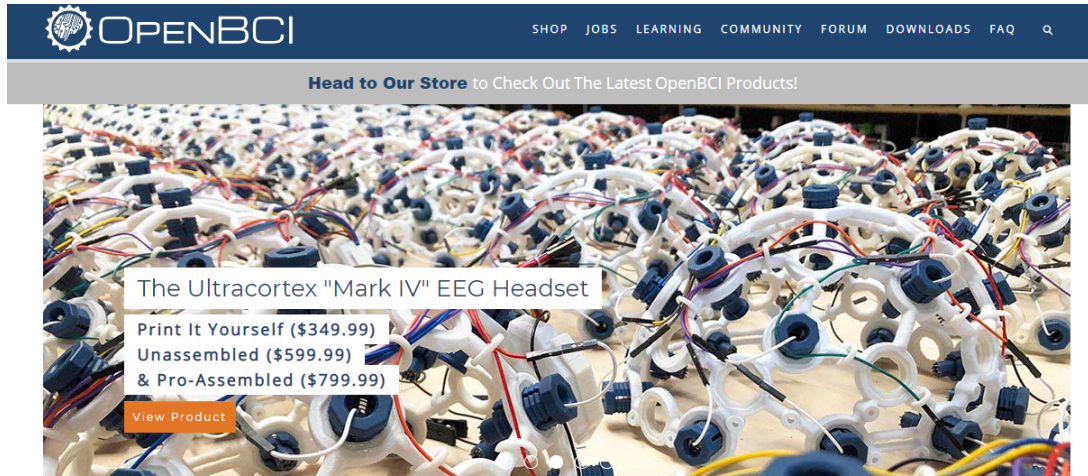 OPENBCI
SHOP JOBS LEARNING COMMUNITY FORUM DOWNLOADS FAQ
Head to Our Store to Check Out The Latest OpenBCI Products!
The Ultracortex "Mark IV" EEG Headset
Print It Yourself ($349.99)
Unassembled ($599.99)
& Pro-Assembled ($799.99)
View Product